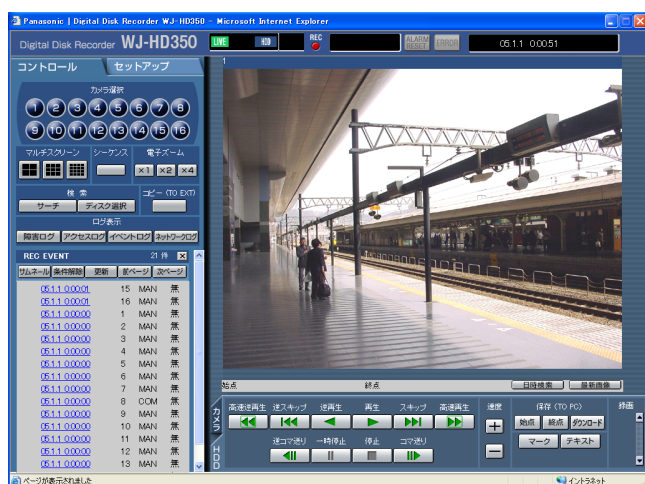 Panasonic | Digital Disk Recorder WJ-HD350 - Microsoft Internet Explorer
Digital Disk Recorder WJ-HD350
LIVE HDD REC ALARM RESET ERROR 05.1.1 0:00:51
コントロール セットアップ
1
カメラ選択
1 2 3 4 5 6 7 8
9 10 11 12 13 14 15 16
マルチスクリーン シーケンス 電子ズーム
×1 ×2 ×4
検索 コピー (TO EXT)
サーチ ディスク選択
ログ表示
障害ログ アクセスログ イベントログ ネットワークログ
REC EVENT 21 件
サムネール 条件解除 更新 前ページ 次ページ
05.1.1 0:00:01 15 MAN 無
05.1.1 0:00:01 16 MAN 無
05.1.1 0:00:00 1 MAN 無
05.1.1 0:00:00 2 MAN 無
05.1.1 0:00:00 3 MAN 無
05.1.1 0:00:00 4 MAN 無
05.1.1 0:00:00 5 MAN 無
05.1.1 0:00:00 6 MAN 無
05.1.1 0:00:00 7 MAN 無
05.1.1 0:00:00 8 COM 無
05.1.1 0:00:00 9 MAN 無
05.1.1 0:00:00 10 MAN 無
05.1.1 0:00:00 11 MAN 無
05.1.1 0:00:00 12 MAN 無
05.1.1 0:00:00 13 MAN 無
始点 終点 日時検索 最新画像
カメラ
HDD
高速逆再生 逆スキップ 逆再生 再生 スキップ 高速再生
逆コマ送り 一時停止 停止 コマ送り
速度
保存 (TO PC)
始点 終点 ダウンロード
マーク テキスト
録画
ページが表示されました
イントラネット